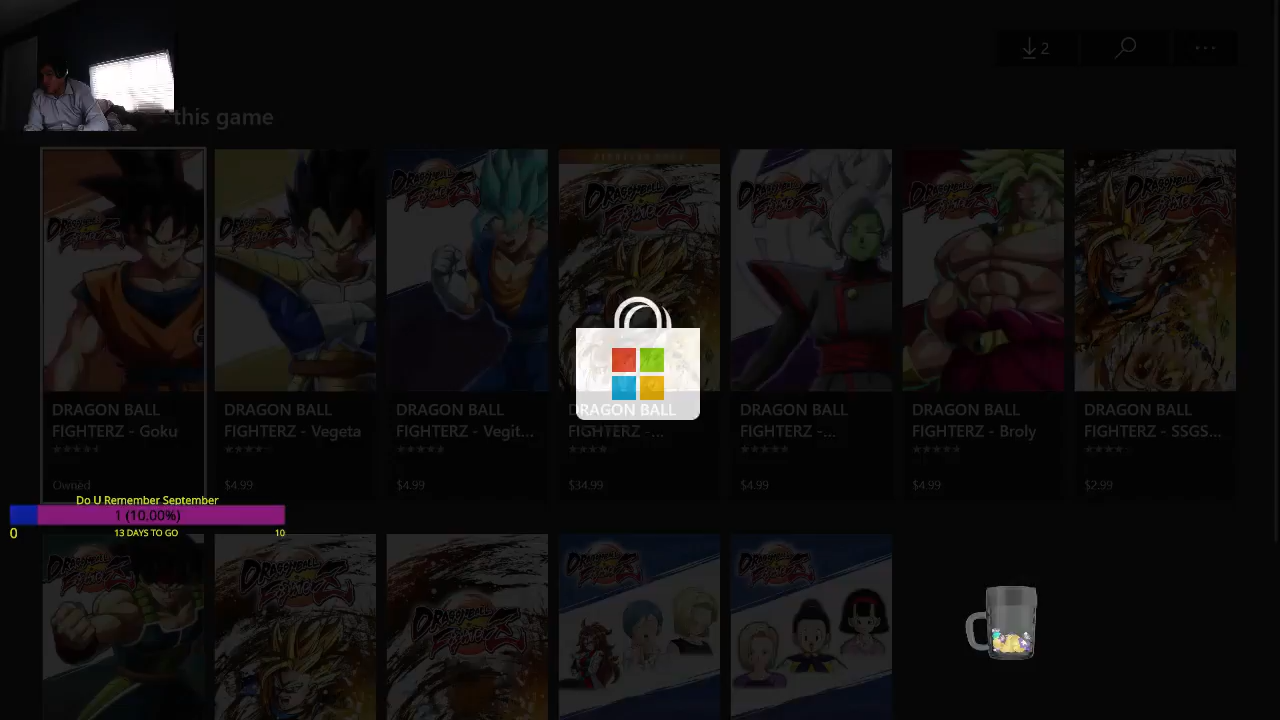 2
this game
DRAGON BALL
FIGHTERZ - Goku
Owned
DRAGON BALL
FIGHTERZ - Vegeta
$4.99
DRAGON BALL
FIGHTERZ - Vegit...
$4.99
DRAGON BALL
FIGHTERZ -...
$34.99
DRAGON BALL
FIGHTERZ -...
$4.99
DRAGON BALL
FIGHTERZ - Broly
$4.99
DRAGON BALL
FIGHTERZ - SSGS...
$2.99
Do U Remember September
1 (10.00%)
0
13 DAYS TO GO
10